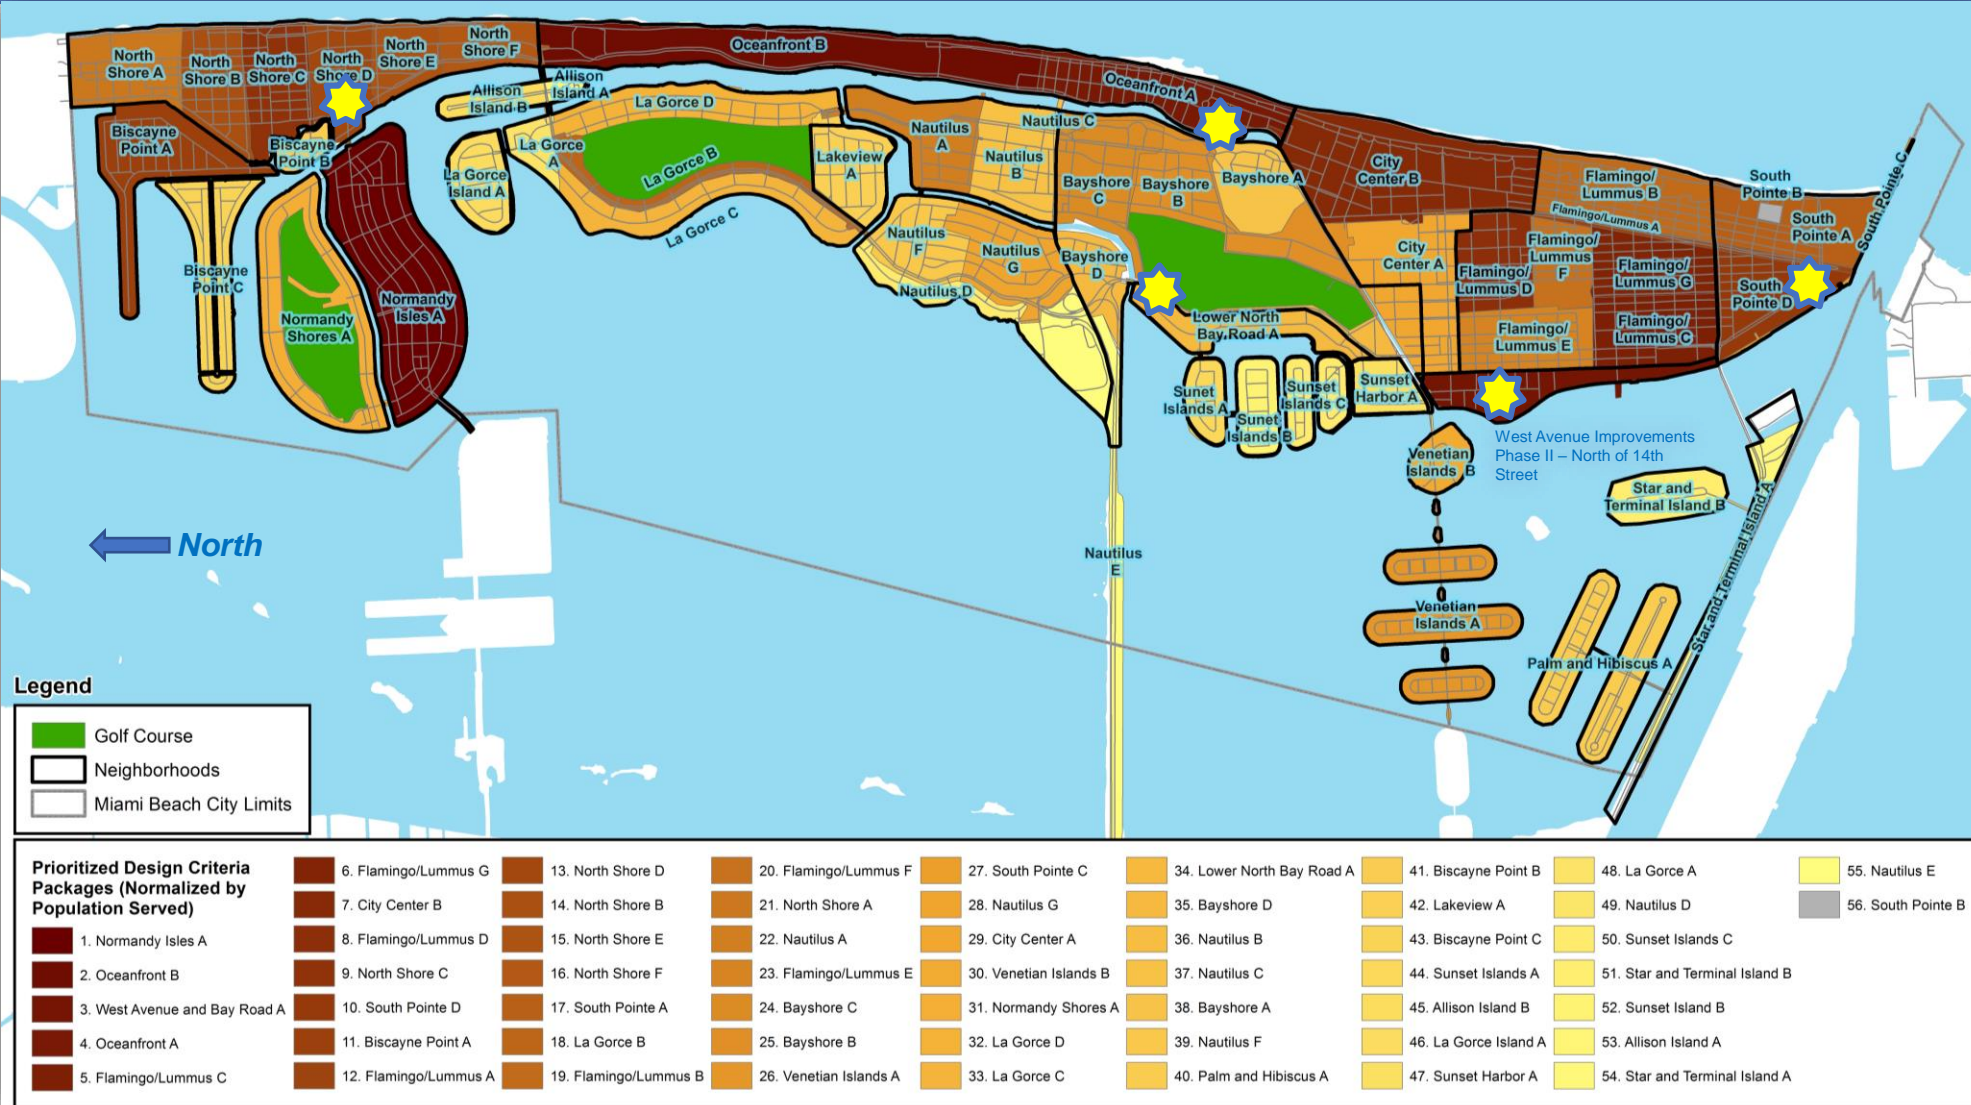 North
Shore A
North
Shore B
North
Shore C
North
Shore D
North
Shore E
North
Shore F
Oceanfront B
Oceanfront A
Allison
Island A
Allison
Island B
La Gorce D
Biscayne
Point A
Biscayne
Point B
La Gorce
A
La Gorce B
La Gorce
Island A
La Gorce C
Lakeview
A
Nautilus
A
Nautilus C
Nautilus
B
Bayshore
C
Bayshore
B
Bayshore A
City
Center B
Flamingo/
Lummus B
Flamingo/Lummus A
South
Pointe B
South
Pointe A
South Pointe C
Biscayne
Point C
Normandy
Shores A
Normandy
Isles A
Nautilus
F
Nautilus
G
Nautilus D
Bayshore
D
Lower North
Bay Road A
City
Center A
Flamingo/
Lummus D
Flamingo/
Lummus
F
Flamingo/
Lummus G
South
Pointe D
Flamingo/
Lummus E
Flamingo/
Lummus C
Sunet
Islands A
Sunet
Islands B
Sunset
Islands C
Sunset
Harbor A
West Avenue Improvements
Phase II – North of 14th
Street
Venetian
Islands B
Star and
Terminal Island B
Star and Terminal Island A
North
Nautilus
E
Venetian
Islands A
Palm and Hibiscus A
Legend
Golf Course
Neighborhoods
Miami Beach City Limits
Prioritized Design Criteria
Packages (Normalized by
Population Served)
1. Normandy Isles A
2. Oceanfront B
3. West Avenue and Bay Road A
4. Oceanfront A
5. Flamingo/Lummus C
6. Flamingo/Lummus G
7. City Center B
8. Flamingo/Lummus D
9. North Shore C
10. South Pointe D
11. Biscayne Point A
12. Flamingo/Lummus A
13. North Shore D
14. North Shore B
15. North Shore E
16. North Shore F
17. South Pointe A
18. La Gorce B
19. Flamingo/Lummus B
20. Flamingo/Lummus F
21. North Shore A
22. Nautilus A
23. Flamingo/Lummus E
24. Bayshore C
25. Bayshore B
26. Venetian Islands A
27. South Pointe C
28. Nautilus G
29. City Center A
30. Venetian Islands B
31. Normandy Shores A
32. La Gorce D
33. La Gorce C
34. Lower North Bay Road A
35. Bayshore D
36. Nautilus B
37. Nautilus C
38. Bayshore A
39. Nautilus F
40. Palm and Hibiscus A
41. Biscayne Point B
42. Lakeview A
43. Biscayne Point C
44. Sunset Islands A
45. Allison Island B
46. La Gorce Island A
47. Sunset Harbor A
48. La Gorce A
49. Nautilus D
50. Sunset Islands C
51. Star and Terminal Island B
52. Sunset Island B
53. Allison Island A
54. Star and Terminal Island A
55. Nautilus E
56. South Pointe B